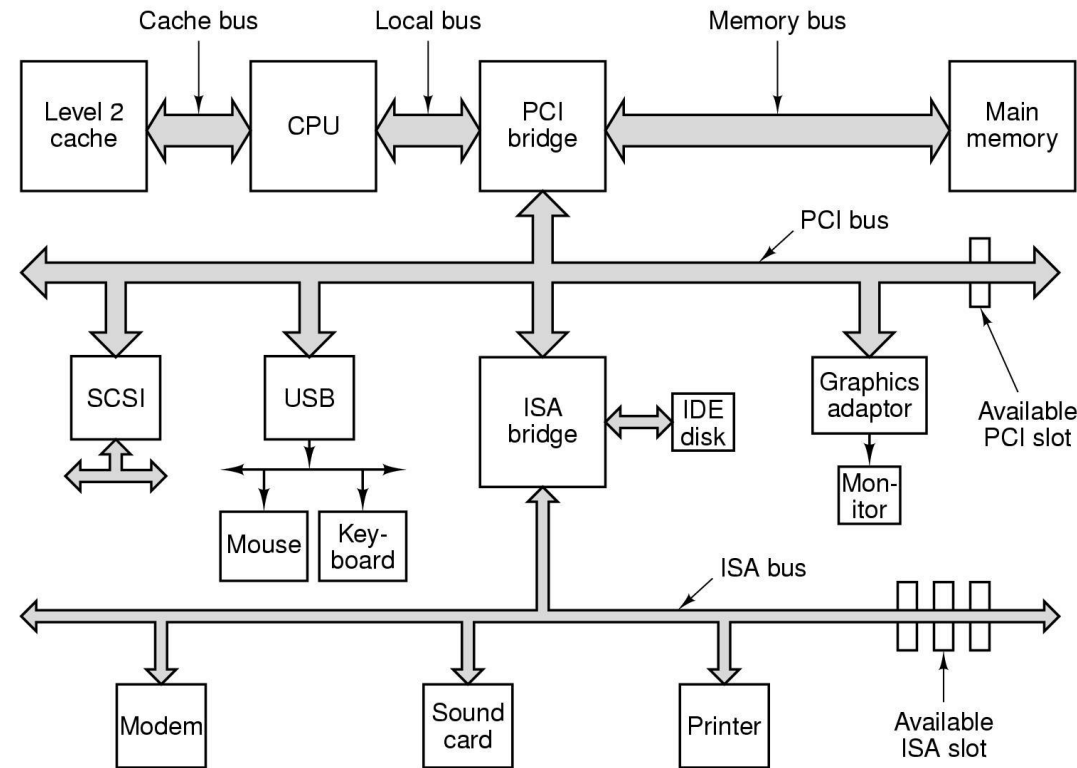 Cache bus
Local bus
Memory bus
Level 2
cache
CPU
PCI
bridge
Main
memory
PCI bus
SCSI
USB
ISA
bridge
IDE
disk
Graphics
adaptor
Available
PCI slot
Mon-
itor
Mouse
Key-
board
ISA bus
Modem
Sound
card
Printer
Available
ISA slot